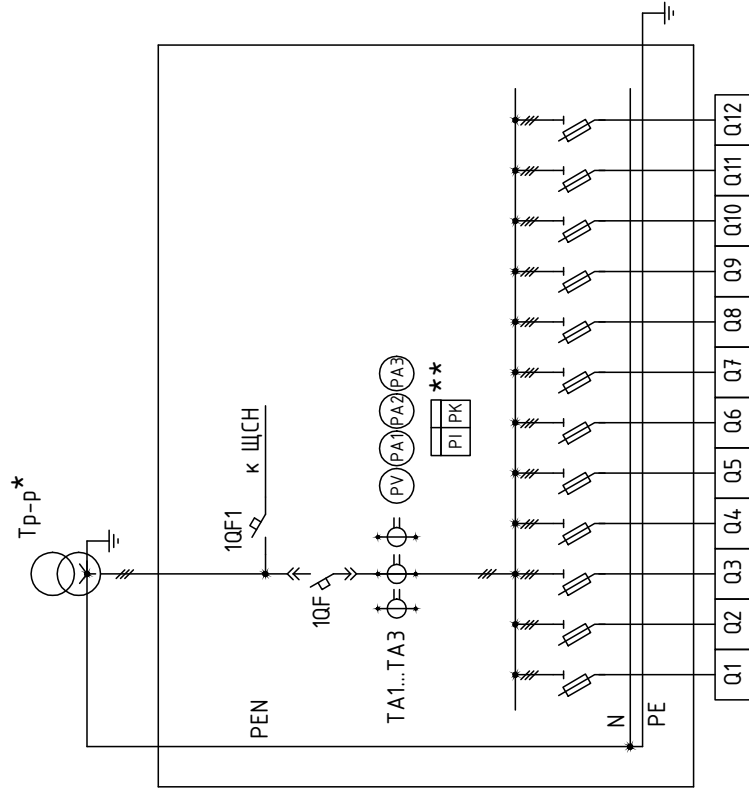 Тр-р*
1QF1
к ЩСН
PEN
1QF
PV PA1 PA2 PA3
**
PI PK
TA1...TA3
N
PE
Q1 Q2 Q3 Q4 Q5 Q6 Q7 Q8 Q9 Q10 Q11 Q12